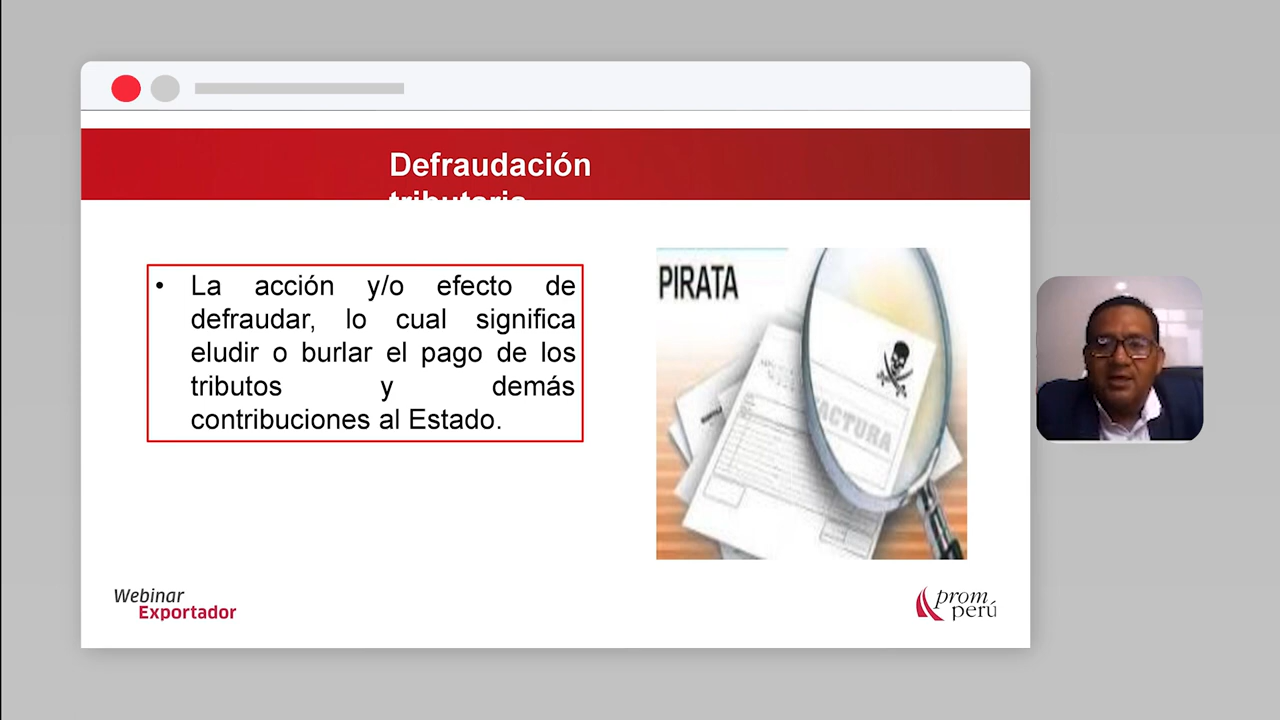 Defraudación
tributaria
• La acción y/o efecto de
defraudar, lo cual significa
eludir o burlar el pago de los
tributos y demás
contribuciones al Estado.
PIRATA
FACTURA
Webinar
Exportador
prom
perú